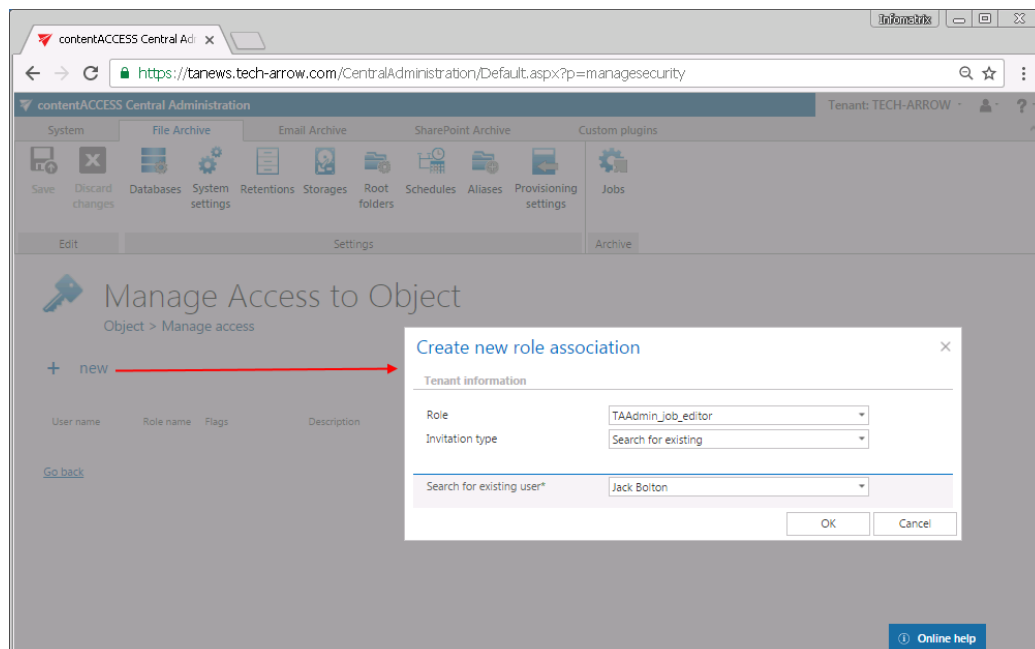 Infomatrix
contentACCESS Central Adr
https://tanews.tech-arrow.com/CentralAdministration/Default.aspx?p=managesecurity
contentACCESS Central Administration
Tenant: TECH-ARROW
?
System File Archive Email Archive SharePoint Archive Custom plugins
Save Discard changes Databases System settings Retentions Storages Root folders Schedules Aliases Provisioning settings Jobs
Edit Settings Archive
Manage Access to Object
Object > Manage access
+ new
User name Role name Flags Description
Go back
Create new role association
Tenant information
Role TAAdmin_job_editor
Invitation type Search for existing
Search for existing user* Jack Bolton
OK Cancel
Online help